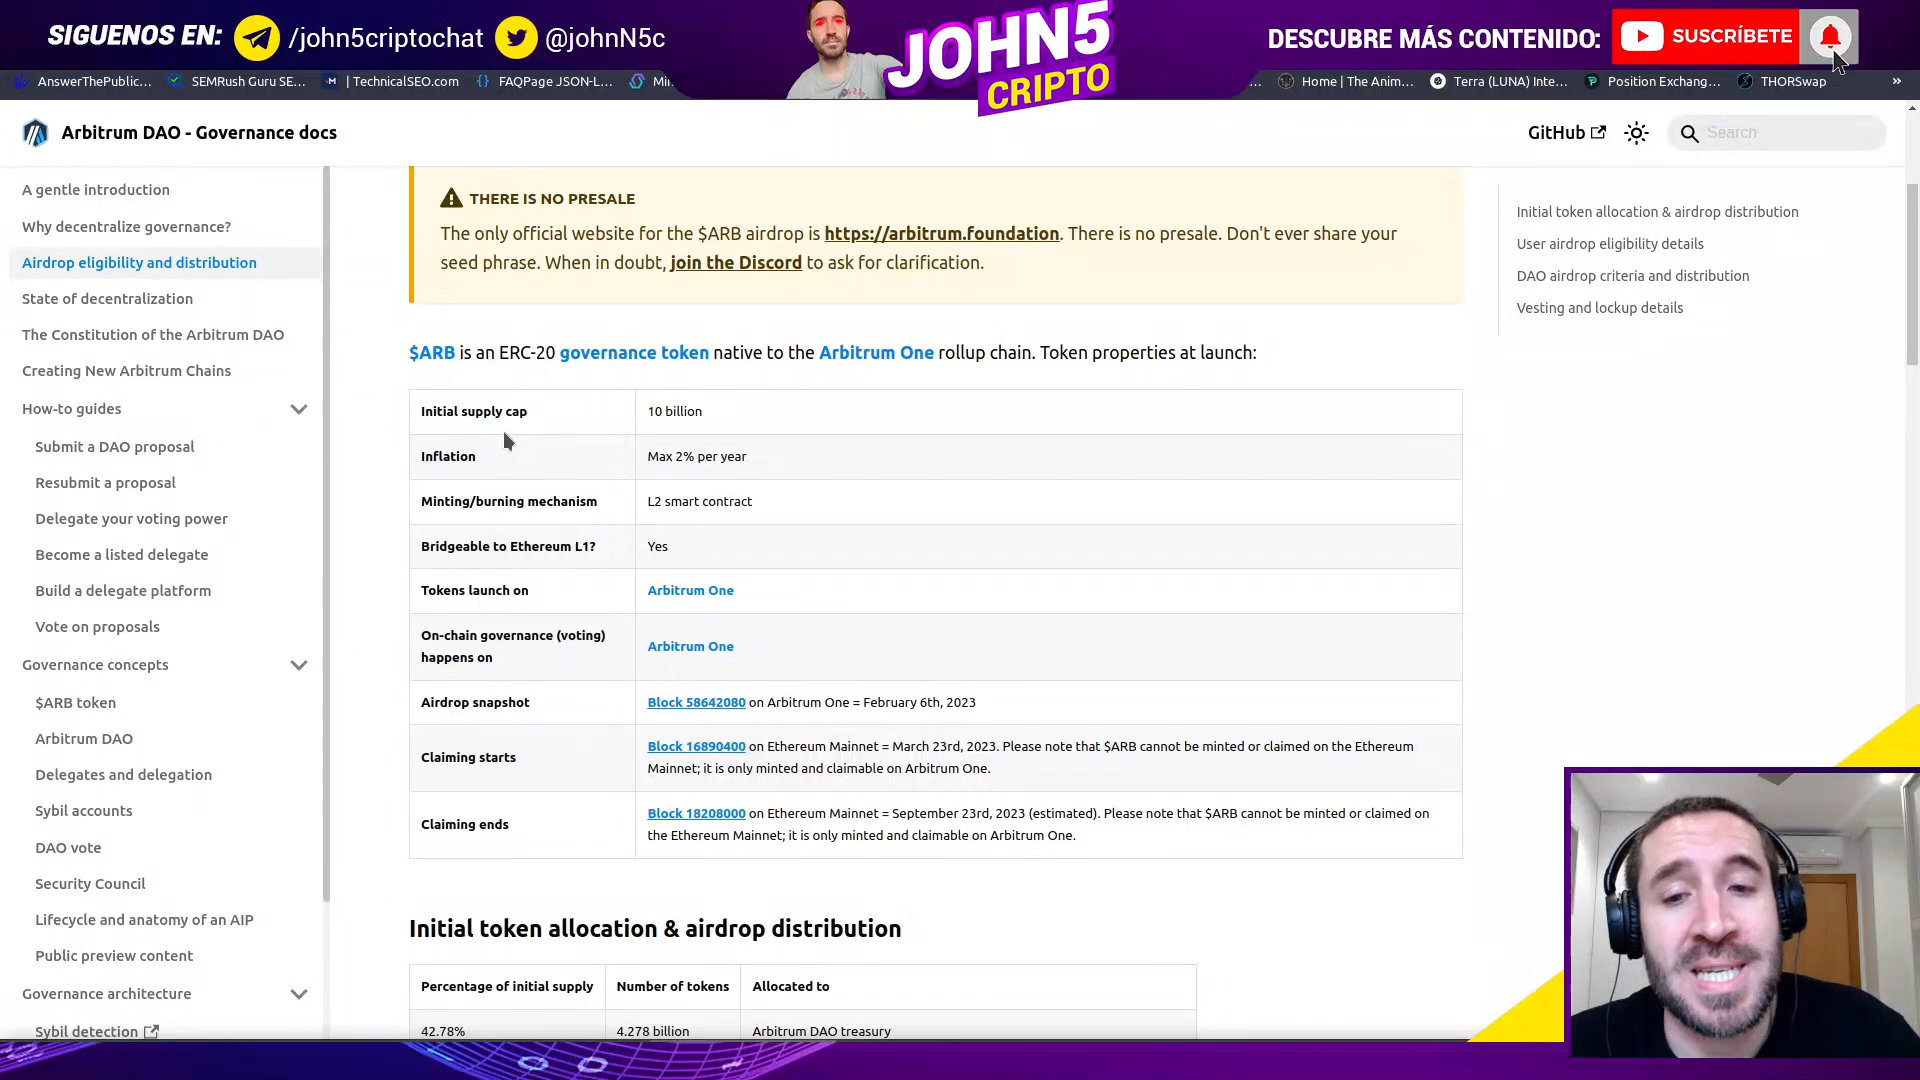 SIGUENOS EN: /john5criptochat @johnN5c
JOHN5
CRIPTO
DESCUBRE MÁS CONTENIDO: SUSCRÍBETE
AnswerThePublic... SEMRush Guru SE... | TechnicalSEO.com FAQPage JSON-L... Home | The Anim... Terra (LUNA) Inte... Position Exchang... THORSwap »
Arbitrum DAO - Governance docs
GitHub
Search
A gentle introduction
Why decentralize governance?
Airdrop eligibility and distribution
State of decentralization
The Constitution of the Arbitrum DAO
Creating New Arbitrum Chains
How-to guides
Submit a DAO proposal
Resubmit a proposal
Delegate your voting power
Become a listed delegate
Build a delegate platform
Vote on proposals
Governance concepts
$ARB token
Arbitrum DAO
Delegates and delegation
Sybil accounts
DAO vote
Security Council
Lifecycle and anatomy of an AIP
Public preview content
Governance architecture
Sybil detection
THERE IS NO PRESALE
The only official website for the $ARB airdrop is https://arbitrum.foundation. There is no presale. Don't ever share your
seed phrase. When in doubt, join the Discord to ask for clarification.
$ARB is an ERC-20 governance token native to the Arbitrum One rollup chain. Token properties at launch:
Initial supply cap 10 billion
Inflation Max 2% per year
Minting/burning mechanism L2 smart contract
Bridgeable to Ethereum L1? Yes
Tokens launch on Arbitrum One
On-chain governance (voting)
happens on
Arbitrum One
Airdrop snapshot Block 58642080 on Arbitrum One = February 6th, 2023
Claiming starts
Block 16890400 on Ethereum Mainnet = March 23rd, 2023. Please note that $ARB cannot be minted or claimed on the Ethereum
Mainnet; it is only minted and claimable on Arbitrum One.
Claiming ends
Block 18208000 on Ethereum Mainnet = September 23rd, 2023 (estimated). Please note that $ARB cannot be minted or claimed on
the Ethereum Mainnet; it is only minted and claimable on Arbitrum One.
Initial token allocation & airdrop distribution
Percentage of initial supply Number of tokens Allocated to
42.78% 4.278 billion Arbitrum DAO treasury
Initial token allocation & airdrop distribution
User airdrop eligibility details
DAO airdrop criteria and distribution
Vesting and lockup details